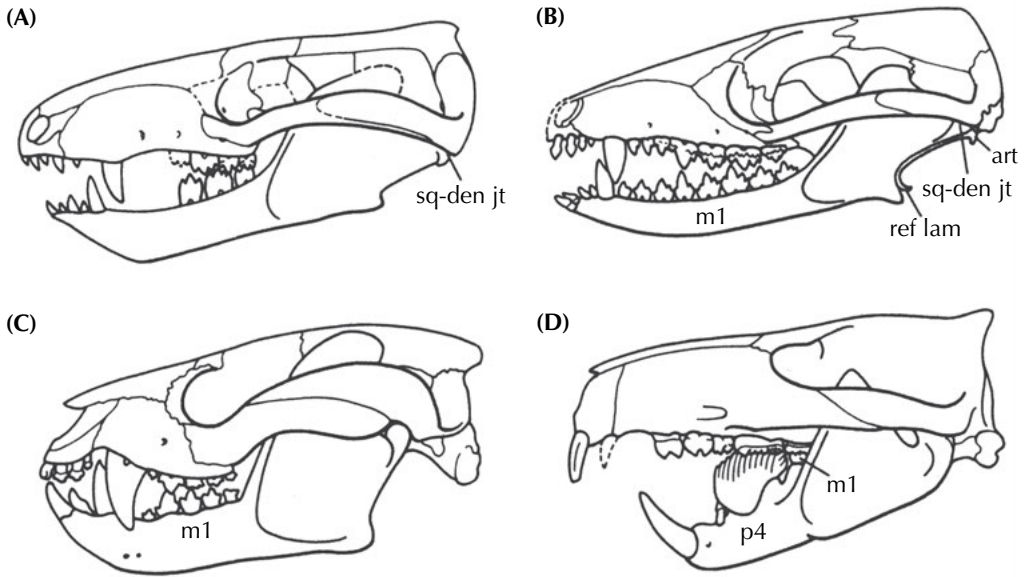 (A)
sq-den jt
(B)
art
sq-den jt
m1
ref lam
(C)
m1
(D)
m1
p4